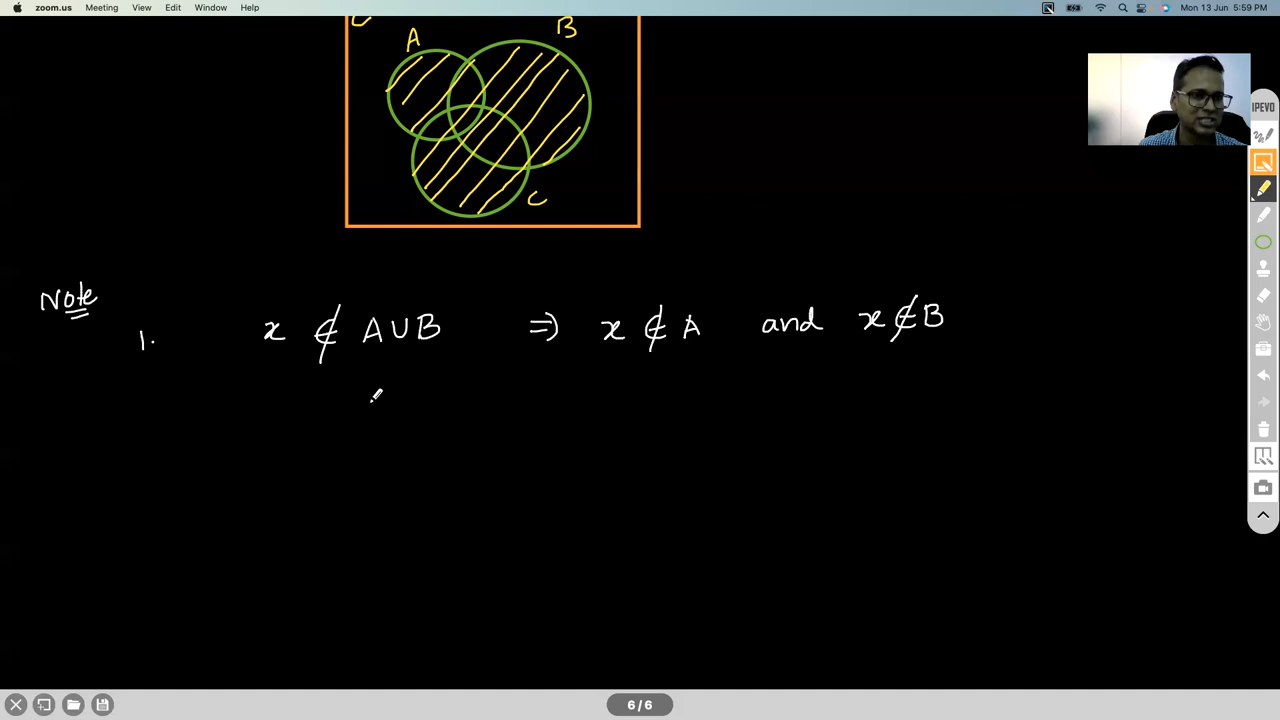 zoom.us Meeting View Edit Window Help Mon 13 Jun 5:59 PM
A B
C
IPEVO
Note
1. x ∉ A∪B ⇒ x ∉ A and x ∉ B
6 / 6